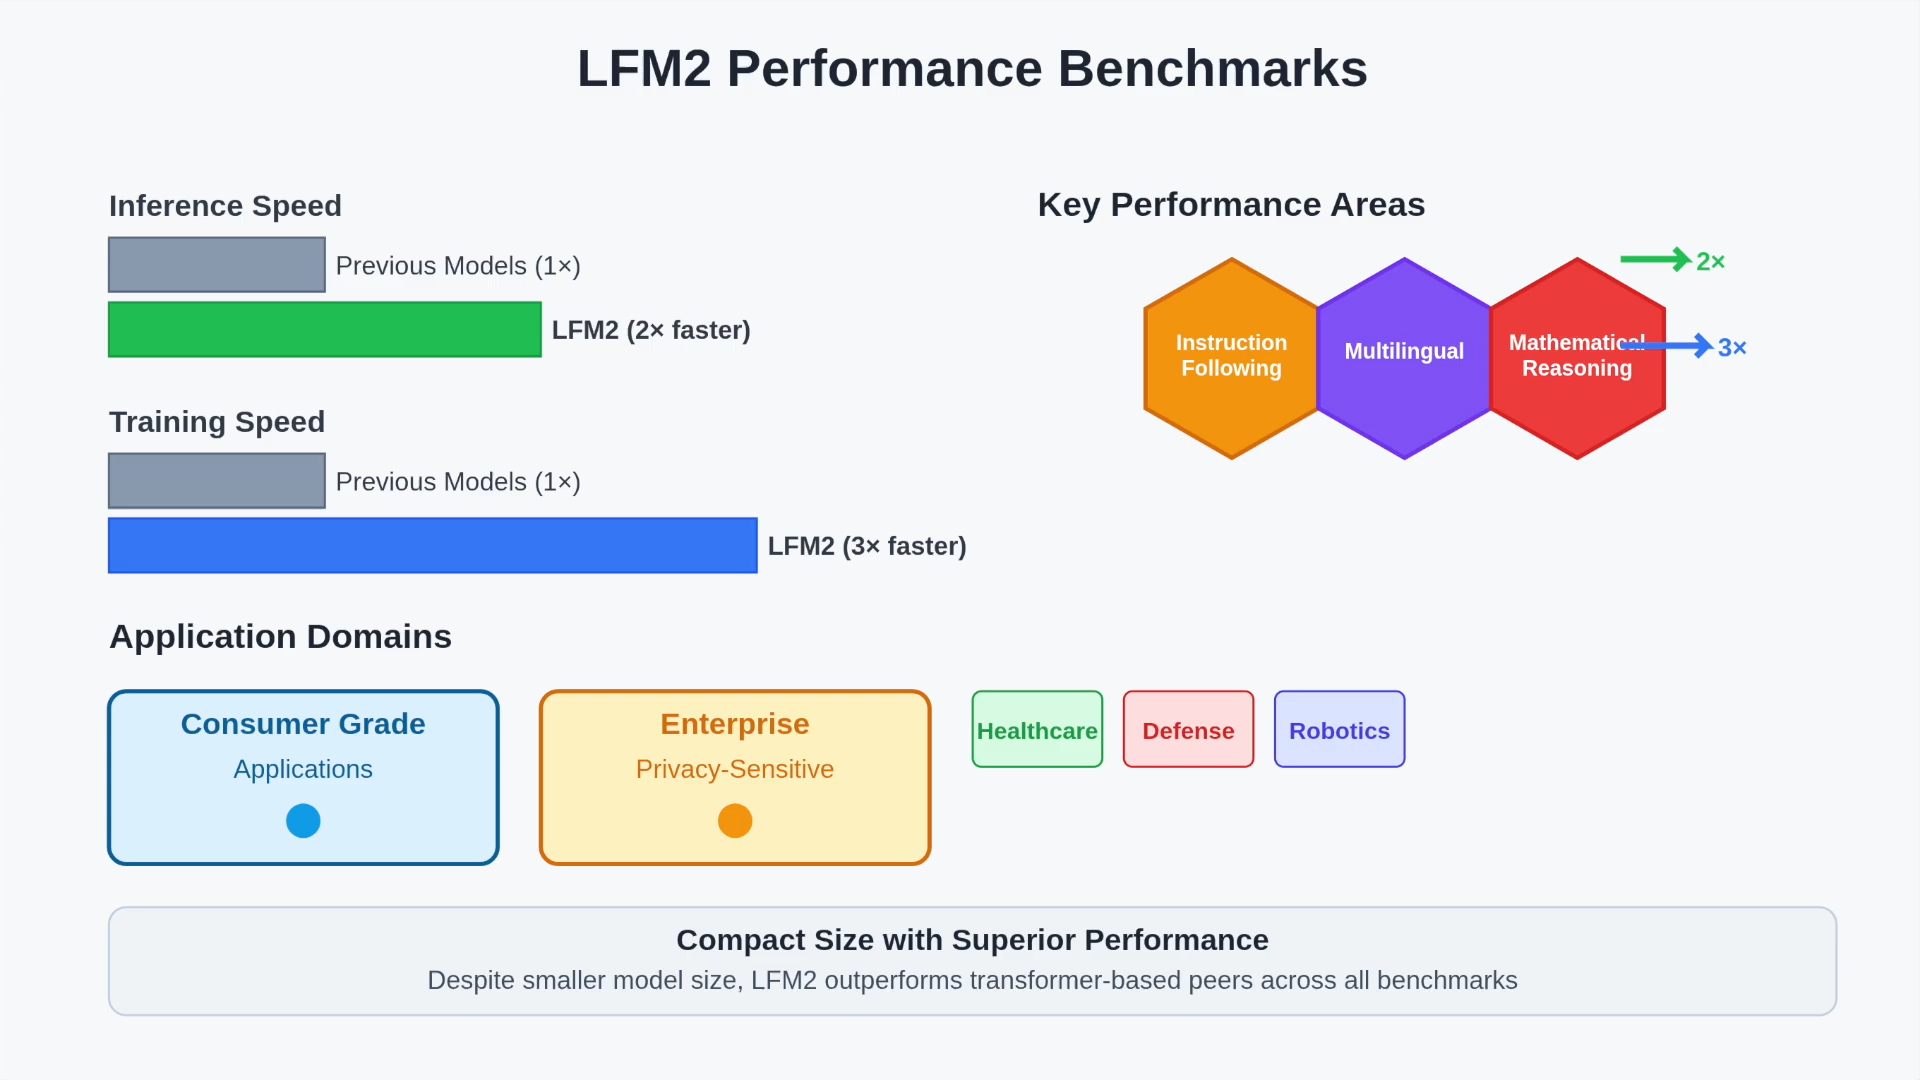 LFM2 Performance Benchmarks
Inference Speed
Previous Models (1×)
LFM2 (2× faster)
Training Speed
Previous Models (1×)
LFM2 (3× faster)
Key Performance Areas
Instruction
Following
Multilingual
Mathematical
Reasoning
2×
3×
Application Domains
Consumer Grade
Applications
Enterprise
Privacy-Sensitive
Healthcare
Defense
Robotics
Compact Size with Superior Performance
Despite smaller model size, LFM2 outperforms transformer-based peers across all benchmarks